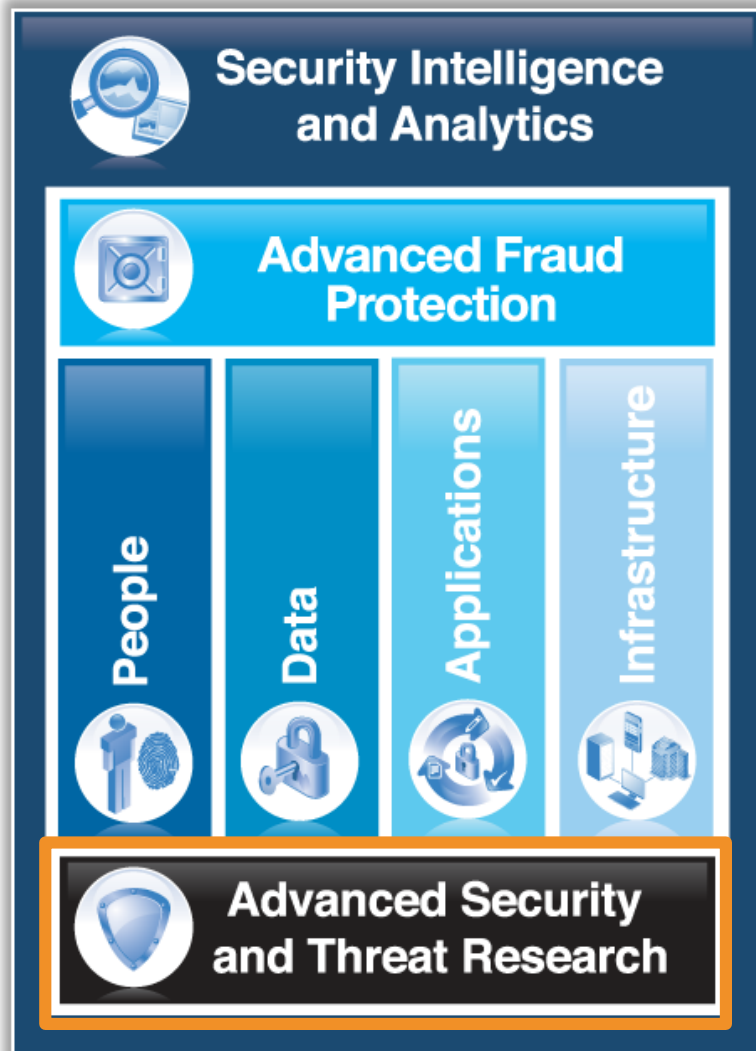 Security Intelligence
and Analytics
Advanced Fraud
Protection
People
Data
Applications
Infrastructure
Advanced Security
and Threat Research